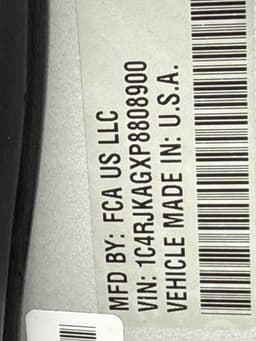 MFD BY: FCA US LLC
VIN: 1C4RJKAGXP8808900
VEHICLE MADE IN: U.S.A.